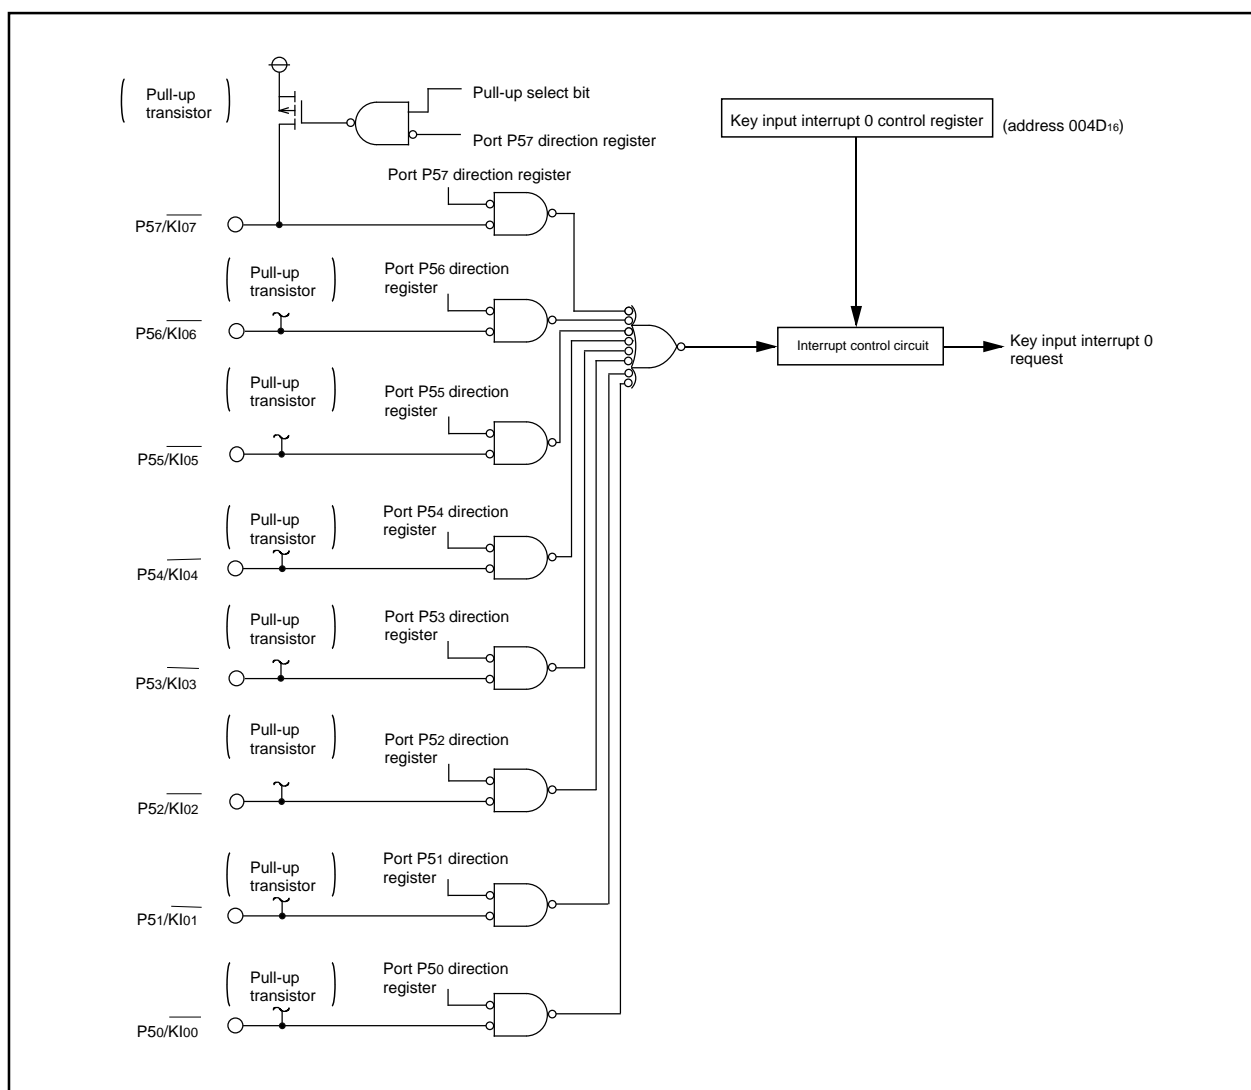 Pull-up
transistor
Pull-up select bit
Port P57 direction register
Key input interrupt 0 control register
(address 004D16)
Port P57 direction register
P57/KI07
Pull-up
transistor
Port P56 direction
register
P56/KI06
Pull-up
transistor
Port P55 direction
register
P55/KI05
Interrupt control circuit
Key input interrupt 0
request
Pull-up
transistor
Port P54 direction
register
P54/KI04
Pull-up
transistor
Port P53 direction
register
P53/KI03
Pull-up
transistor
Port P52 direction
register
P52/KI02
Pull-up
transistor
Port P51 direction
register
P51/KI01
Pull-up
transistor
Port P50 direction
register
P50/KI00